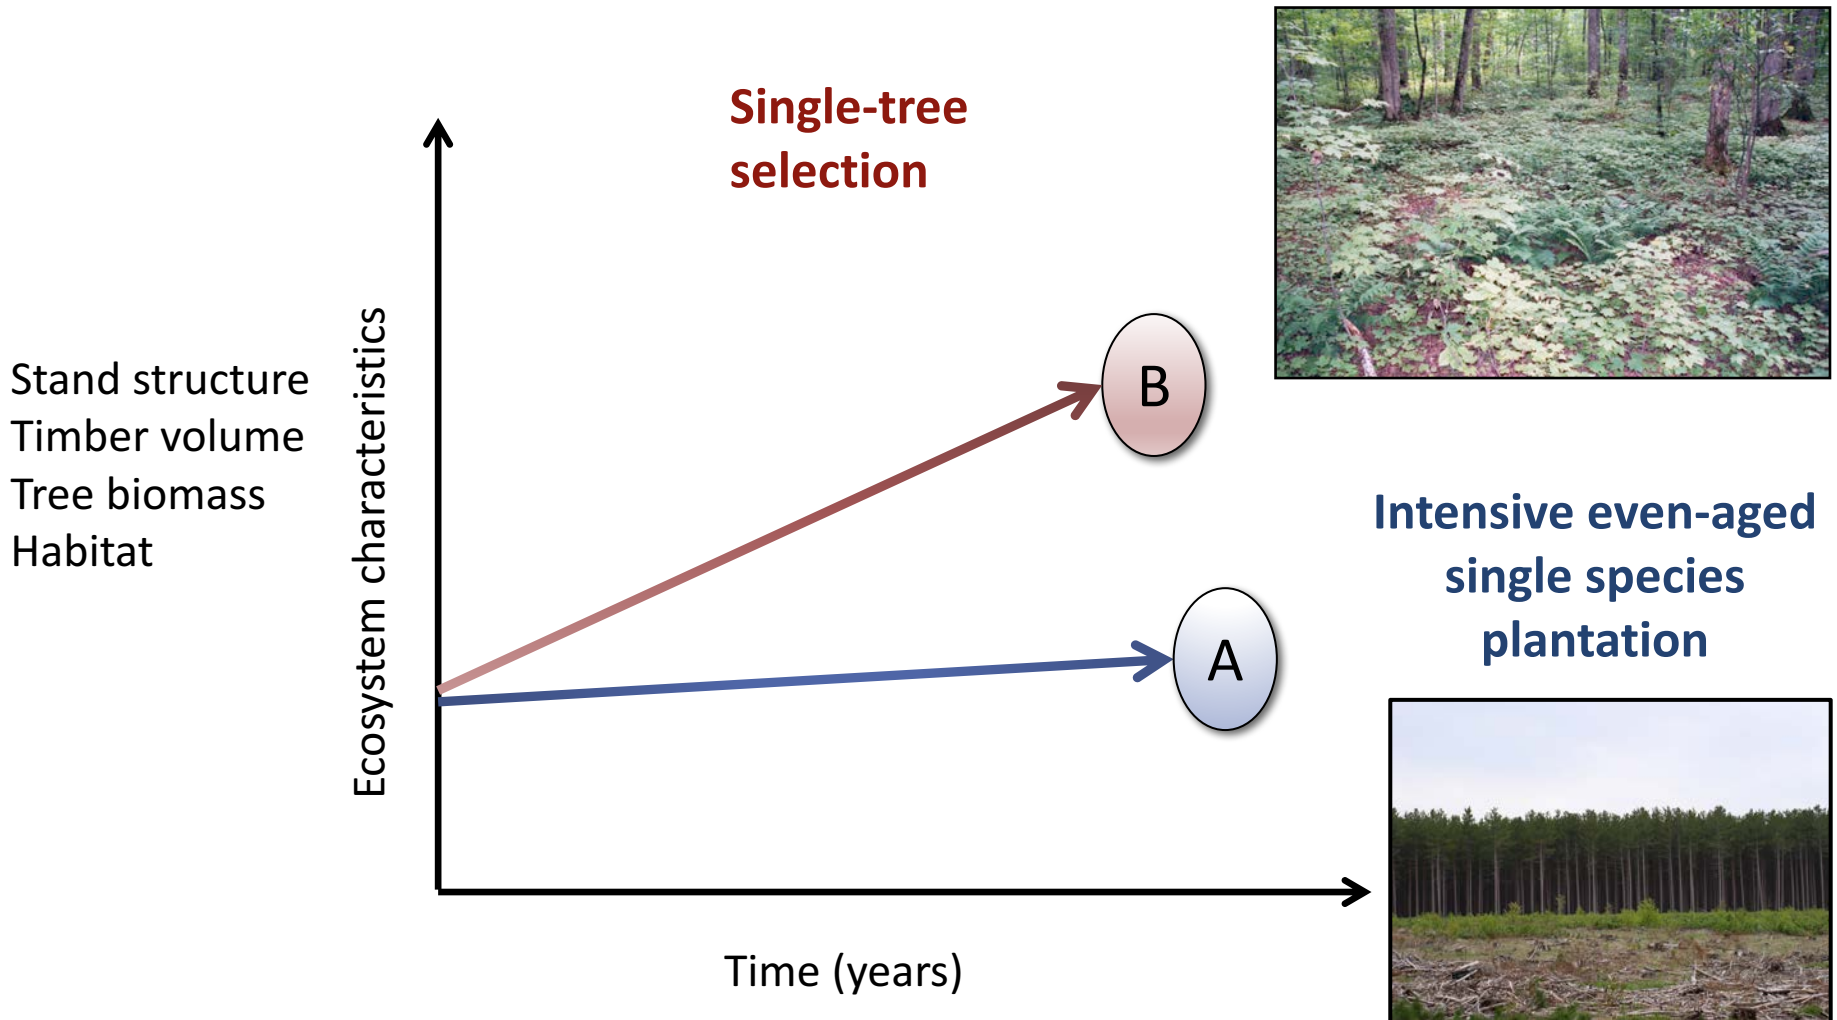 Single-tree
selection
Stand structure
Timber volume
Tree biomass
Habitat
Ecosystem characteristics
B
A
Intensive even-aged
single species
plantation
Time (years)